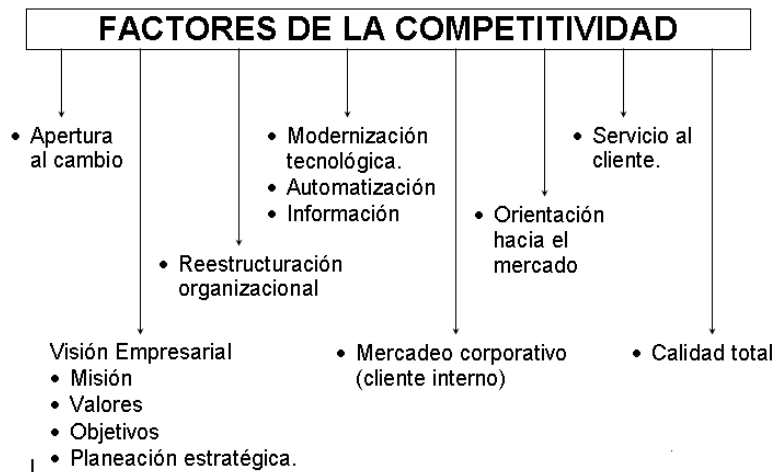 FACTORES DE LA COMPETITIVIDAD
• Apertura
al cambio
• Modernización
tecnológica.
• Automatización
• Información
• Servicio al
cliente.
• Orientación
hacia el
mercado
• Reestructuración
organizacional
Visión Empresarial
• Misión
• Valores
• Objetivos
• Planeación estratégica.
• Mercadeo corporativo
(cliente interno)
• Calidad total